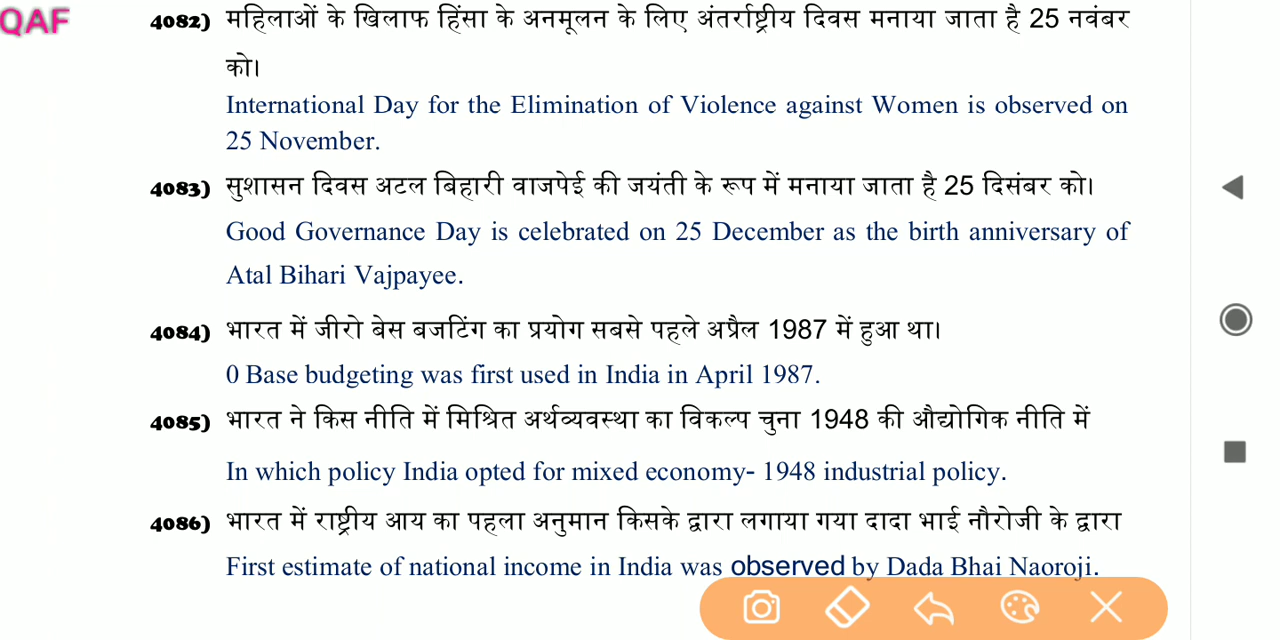 QAF
4082) महिलाओं के खिलाफ हिंसा के अनमूलन के लिए अंतर्राष्ट्रीय दिवस मनाया जाता है 25 नवंबर
को।
International Day for the Elimination of Violence against Women is observed on
25 November.
4083) सुशासन दिवस अटल बिहारी वाजपेई की जयंती के रूप में मनाया जाता है 25 दिसंबर को।
Good Governance Day is celebrated on 25 December as the birth anniversary of
Atal Bihari Vajpayee.
4084) भारत में जीरो बेस बजटिंग का प्रयोग सबसे पहले अप्रैल 1987 में हुआ था।
0 Base budgeting was first used in India in April 1987.
4085) भारत ने किस नीति में मिश्रित अर्थव्यवस्था का विकल्प चुना 1948 की औद्योगिक नीति में
In which policy India opted for mixed economy- 1948 industrial policy.
4086) भारत में राष्ट्रीय आय का पहला अनुमान किसके द्वारा लगाया गया दादा भाई नौरोजी के द्वारा
First estimate of national income in India was observed by Dada Bhai Naoroji.